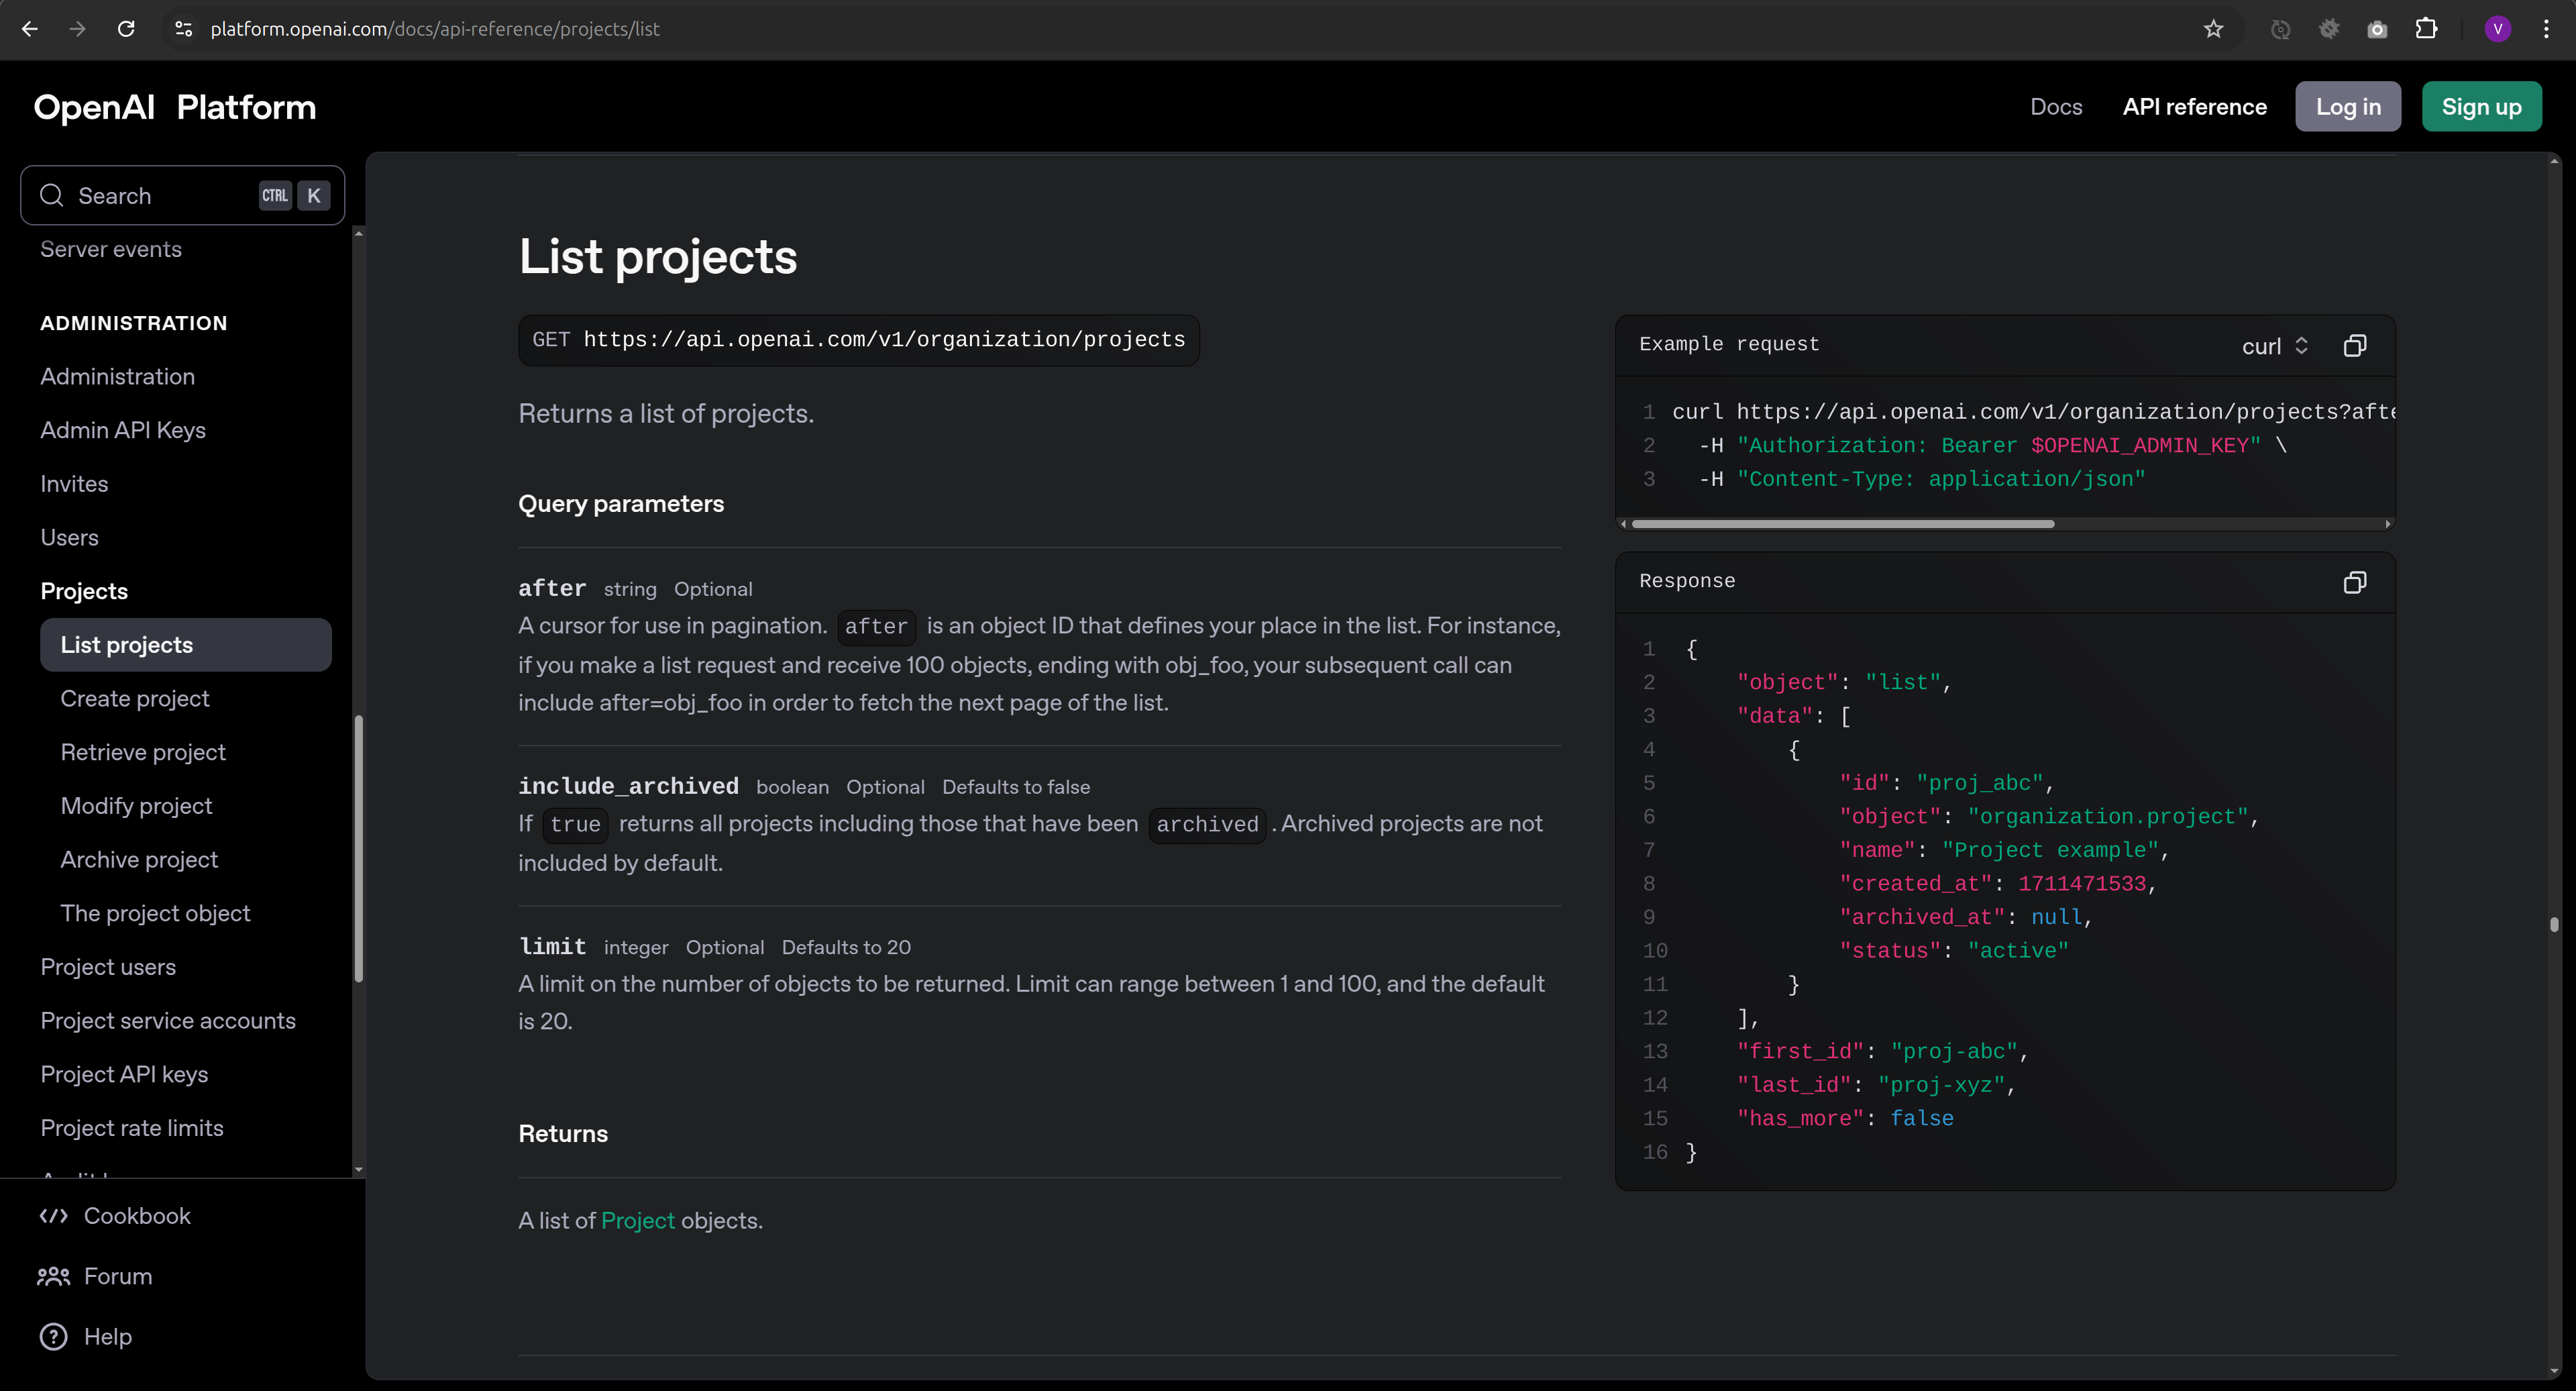 platform.openai.com/docs/api-reference/projects/list
V
OpenAI Platform
Docs
API reference
Log in
Sign up
Search
CTRL
K
Server events
ADMINISTRATION
Administration
Admin API Keys
Invites
Users
Projects
List projects
Create project
Retrieve project
Modify project
Archive project
The project object
Project users
Project service accounts
Project API keys
Project rate limits
Cookbook
Forum
Help
List projects
GET https://api.openai.com/v1/organization/projects
Returns a list of projects.
Query parameters
after string Optional
A cursor for use in pagination. after is an object ID that defines your place in the list. For instance,
if you make a list request and receive 100 objects, ending with obj_foo, your subsequent call can
include after=obj_foo in order to fetch the next page of the list.
include_archived boolean Optional Defaults to false
If true returns all projects including those that have been archived . Archived projects are not
included by default.
limit integer Optional Defaults to 20
A limit on the number of objects to be returned. Limit can range between 1 and 100, and the default
is 20.
Returns
A list of Project objects.
Example request
curl
1 curl https://api.openai.com/v1/organization/projects?afte
2 -H "Authorization: Bearer $OPENAI_ADMIN_KEY" \
3 -H "Content-Type: application/json"
Response
1 {
2 "object": "list",
3 "data": [
4 {
5 "id": "proj_abc",
6 "object": "organization.project",
7 "name": "Project example",
8 "created_at": 1711471533,
9 "archived_at": null,
10 "status": "active"
11 }
12 ],
13 "first_id": "proj-abc",
14 "last_id": "proj-xyz",
15 "has_more": false
16 }